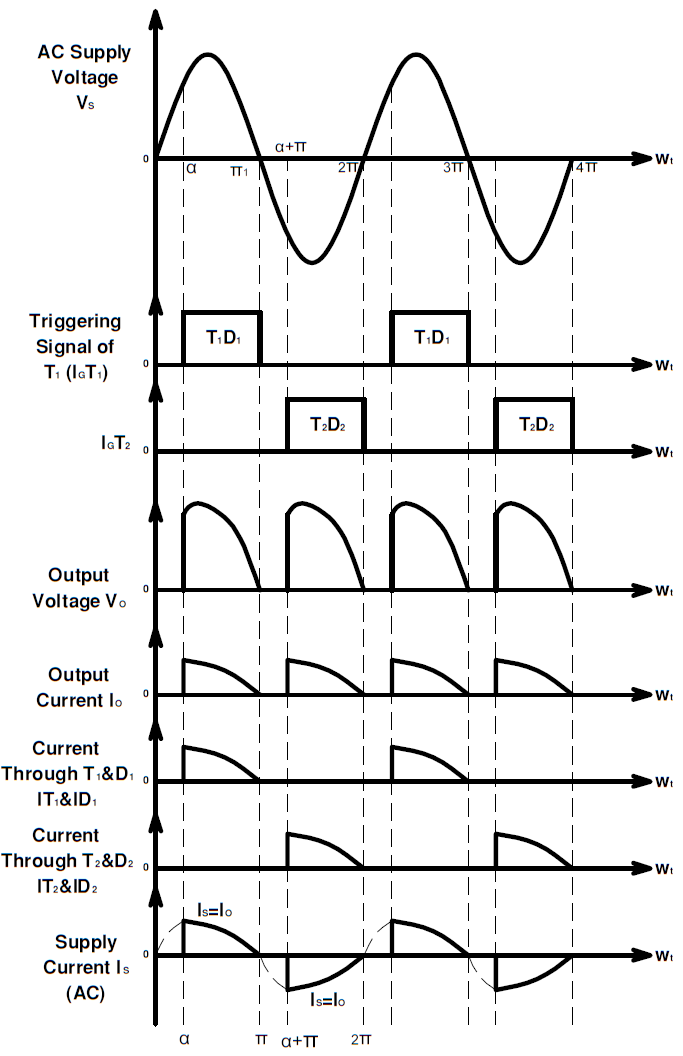 AC Supply
Voltage
Vs
0
α
π1
α+π
2π
3π
4π
Wt
Triggering
Signal of
T1 (IGT1)
0
T1D1
T1D1
Wt
IGT2
0
T2D2
T2D2
Wt
Output
Voltage VO
0
Wt
Output
Current IO
0
Wt
Current
Through T1&D1
IT1&ID1
0
Wt
Current
Through T2&D2
IT2&ID2
0
Wt
Supply
Current Is
(AC)
0
Is=IO
Is=IO
Wt
α
π
α+π
2π